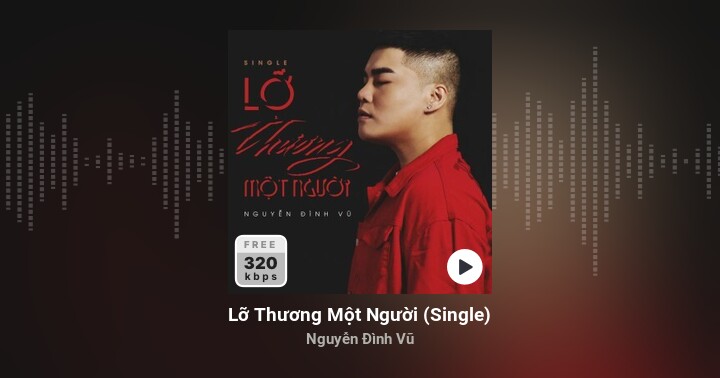 SINGLE
LỠ
Thương
MỘT NGƯỜI
NGUYỄN ĐÌNH VŨ
FREE
320
kbps
Lỡ Thương Một Người (Single)
Nguyễn Đình Vũ